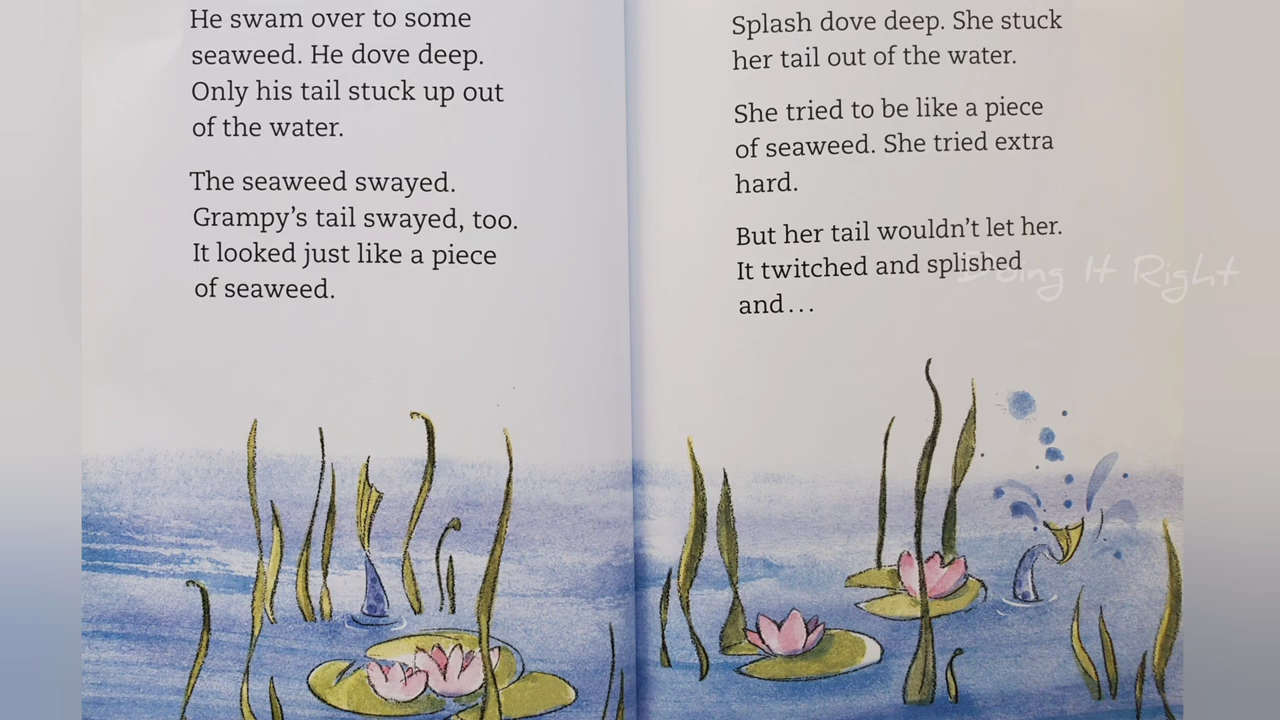 He swam over to some
seaweed. He dove deep.
Only his tail stuck up out
of the water.
The seaweed swayed.
Grampy's tail swayed, too.
It looked just like a piece
of seaweed.
Splash dove deep. She stuck
her tail out of the water.
She tried to be like a piece
of seaweed. She tried extra
hard.
But her tail wouldn't let her.
It twitched and splished
and...
Doing It Right